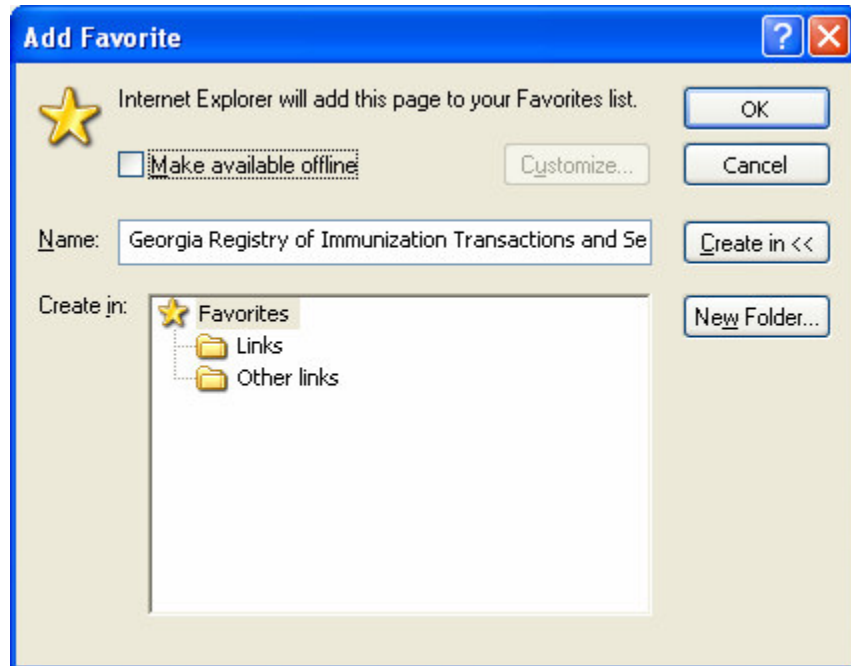 Add Favorite
Internet Explorer will add this page to your Favorites list.
OK
Make available offline
Customize...
Cancel
Name:
Georgia Registry of Immunization Transactions and Se
Create in <<
Create in:
Favorites
New Folder...
Links
Other links